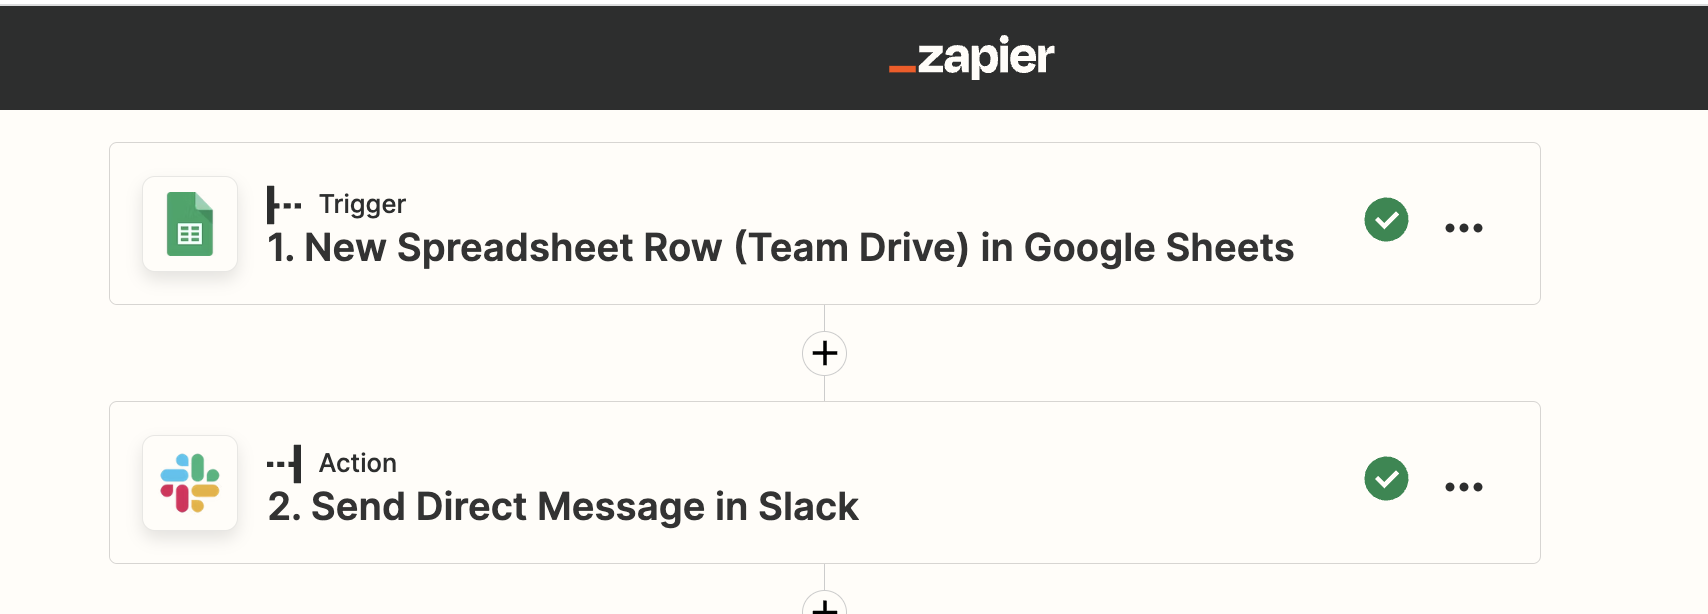 _zapier
Trigger
1. New Spreadsheet Row (Team Drive) in Google Sheets
Action
2. Send Direct Message in Slack